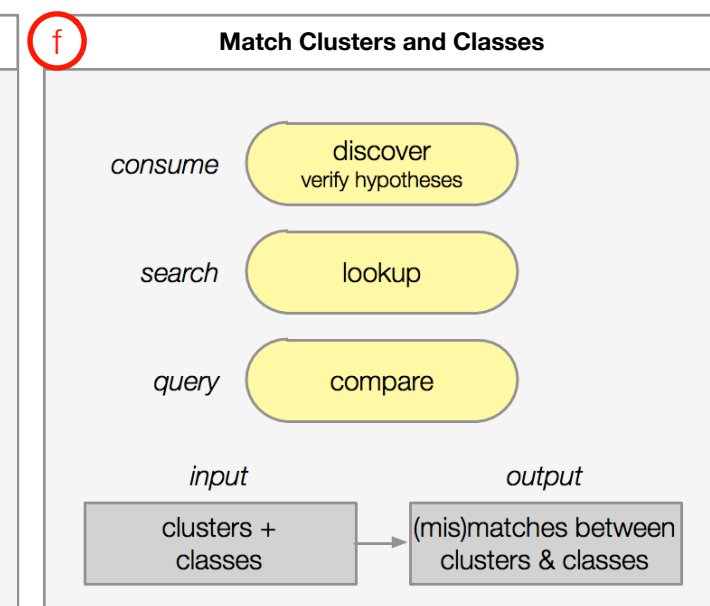 f
Match Clusters and Classes
consume
discover
verify hypotheses
search
lookup
query
compare
input
output
clusters +
classes
(mis)matches between
clusters & classes